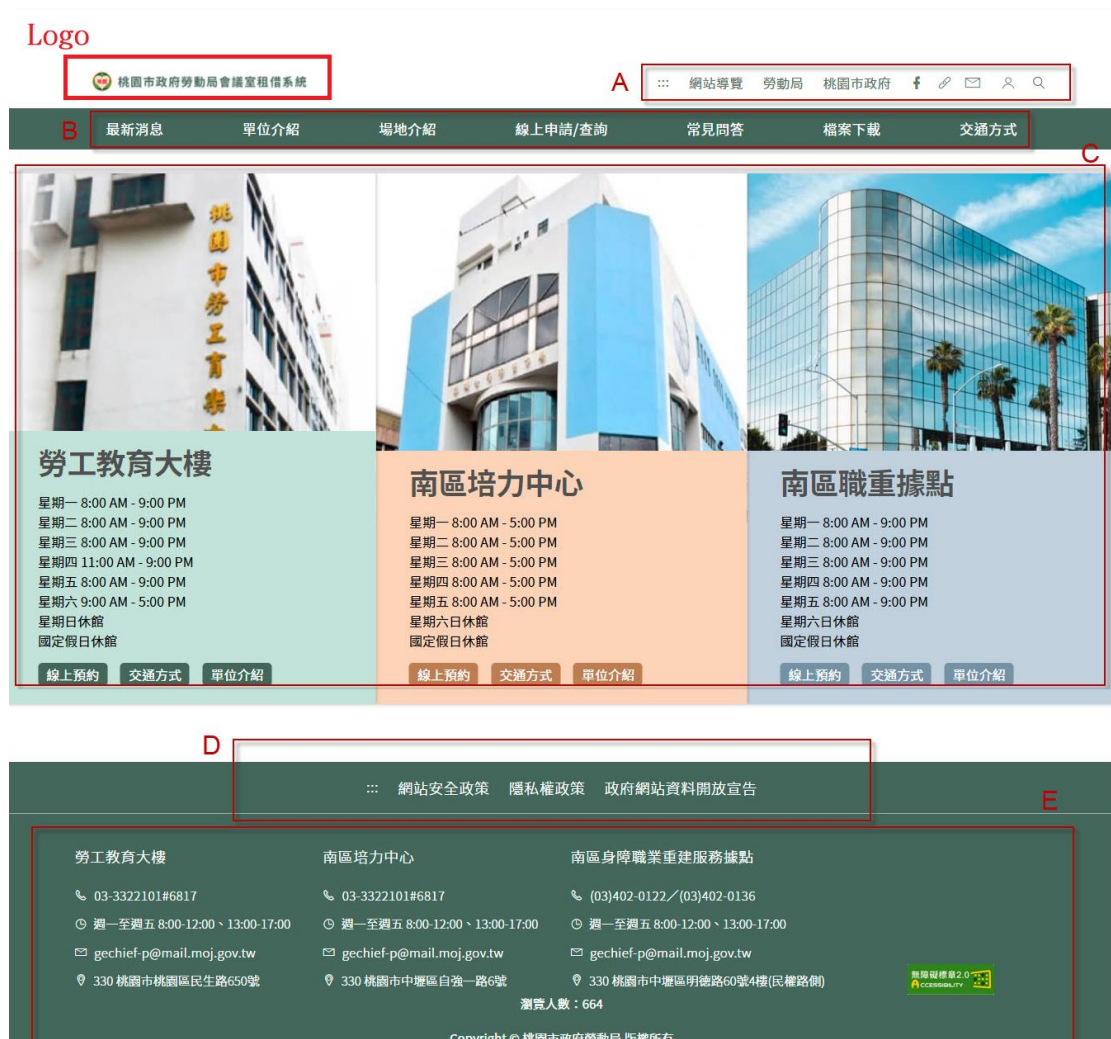 Logo
桃園市政府勞動局會議室租借系統
A
::: 網站導覽 勞動局 桃園市政府
B
最新消息 單位介紹 場地介紹 線上申請/查詢 常見問答 檔案下載 交通方式
C
桃園市勞工育樂
勞工教育大樓
星期一 8:00 AM - 9:00 PM
星期二 8:00 AM - 9:00 PM
星期三 8:00 AM - 9:00 PM
星期四 11:00 AM - 9:00 PM
星期五 8:00 AM - 9:00 PM
星期六 9:00 AM - 5:00 PM
星期日休館
國定假日休館
線上預約 交通方式 單位介紹
南區培力中心
星期一 8:00 AM - 5:00 PM
星期二 8:00 AM - 5:00 PM
星期三 8:00 AM - 5:00 PM
星期四 8:00 AM - 5:00 PM
星期五 8:00 AM - 5:00 PM
星期六日休館
國定假日休館
線上預約 交通方式 單位介紹
南區職重據點
星期一 8:00 AM - 9:00 PM
星期二 8:00 AM - 9:00 PM
星期三 8:00 AM - 9:00 PM
星期四 8:00 AM - 9:00 PM
星期五 8:00 AM - 9:00 PM
星期六日休館
國定假日休館
線上預約 交通方式 單位介紹
D
::: 網站安全政策 隱私權政策 政府網站資料開放宣告
E
勞工教育大樓
03-3322101#6817
週一至週五 8:00-12:00、13:00-17:00
gechief-p@mail.moj.gov.tw
330 桃園市桃園區民生路650號
南區培力中心
03-3322101#6817
週一至週五 8:00-12:00、13:00-17:00
gechief-p@mail.moj.gov.tw
330 桃園市中壢區自強一路6號
南區身障職業重建服務據點
(03)402-0122／(03)402-0136
週一至週五 8:00-12:00、13:00-17:00
gechief-p@mail.moj.gov.tw
330 桃園市中壢區明德路60號4樓(民權路側)
無障礙標章2.0
ACCESSIBILITY
瀏覽人數：664
Copyright © 桃園市政府勞動局 版權所有